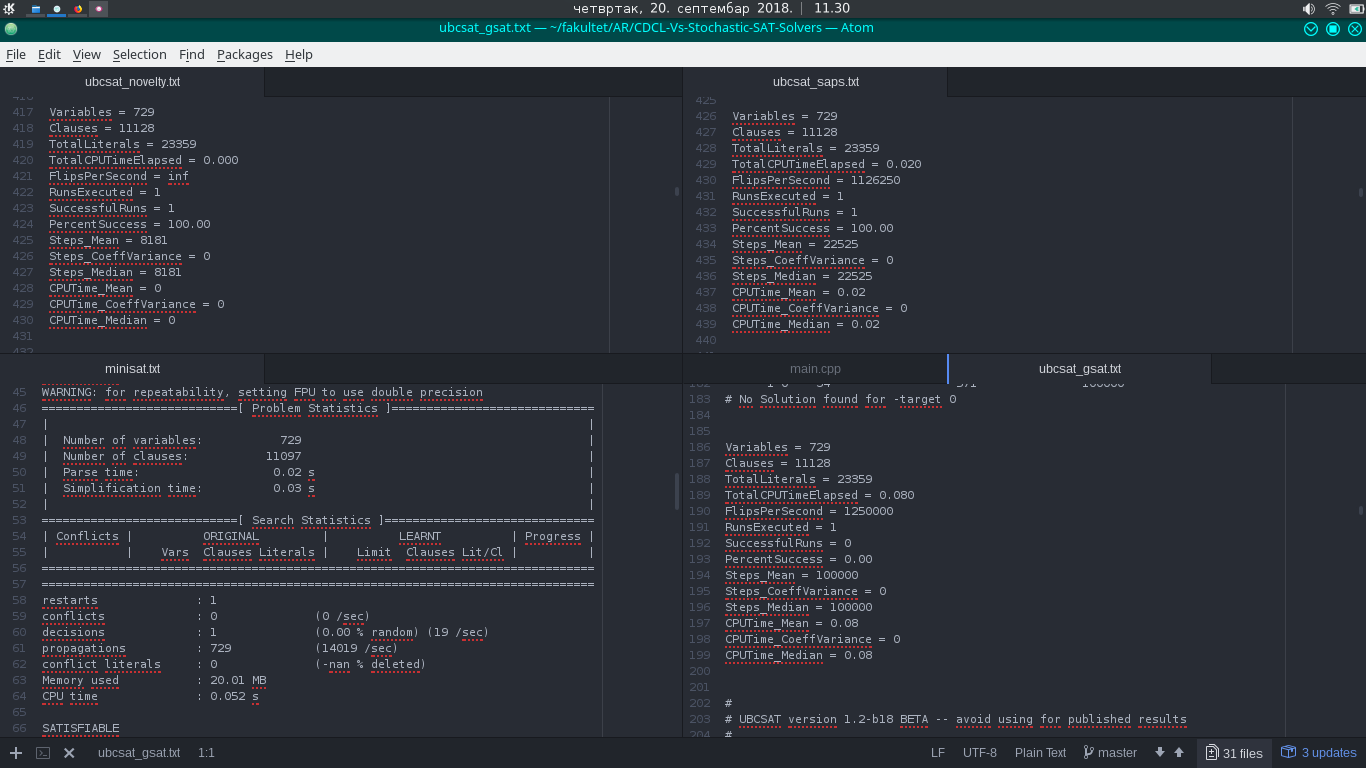 четвртак, 20. септембар 2018. | 11.30
ubcsat_gsat.txt — ~/fakultet/AR/CDCL-Vs-Stochastic-SAT-Solvers — Atom
File Edit View Selection Find Packages Help
ubcsat_novelty.txt
417 Variables = 729
418 Clauses = 11128
419 TotalLiterals = 23359
420 TotalCPUTimeElapsed = 0.000
421 FlipsPerSecond = inf
422 RunsExecuted = 1
423 SuccessfulRuns = 1
424 PercentSuccess = 100.00
425 Steps_Mean = 8181
426 Steps_CoeffVariance = 0
427 Steps_Median = 8181
428 CPUTime_Mean = 0
429 CPUTime_CoeffVariance = 0
430 CPUTime_Median = 0
431
ubcsat_saps.txt
425
426 Variables = 729
427 Clauses = 11128
428 TotalLiterals = 23359
429 TotalCPUTimeElapsed = 0.020
430 FlipsPerSecond = 1126250
431 RunsExecuted = 1
432 SuccessfulRuns = 1
433 PercentSuccess = 100.00
434 Steps_Mean = 22525
435 Steps_CoeffVariance = 0
436 Steps_Median = 22525
437 CPUTime_Mean = 0.02
438 CPUTime_CoeffVariance = 0
439 CPUTime_Median = 0.02
440
minisat.txt
45 WARNING: for repeatability, setting FPU to use double precision
46 ============================[ Problem Statistics ]=============================
47 | |
48 | Number of variables: 729 |
49 | Number of clauses: 11097 |
50 | Parse time: 0.02 s |
51 | Simplification time: 0.03 s |
52 | |
53 ============================[ Search Statistics ]==============================
54 | Conflicts | ORIGINAL | LEARNT | Progress |
55 | | Vars Clauses Literals | Limit Clauses Lit/Cl | |
56 ===============================================================================
57 ===============================================================================
58 restarts : 1
59 conflicts : 0 (0 /sec)
60 decisions : 1 (0.00 % random) (19 /sec)
61 propagations : 729 (14019 /sec)
62 conflict literals : 0 (-nan % deleted)
63 Memory used : 20.01 MB
64 CPU time : 0.052 s
65
66 SATISFIABLE
main.cpp ubcsat_gsat.txt
183 # No Solution found for -target 0
184
185
186 Variables = 729
187 Clauses = 11128
188 TotalLiterals = 23359
189 TotalCPUTimeElapsed = 0.080
190 FlipsPerSecond = 1250000
191 RunsExecuted = 1
192 SuccessfulRuns = 0
193 PercentSuccess = 0.00
194 Steps_Mean = 100000
195 Steps_CoeffVariance = 0
196 Steps_Median = 100000
197 CPUTime_Mean = 0.08
198 CPUTime_CoeffVariance = 0
199 CPUTime_Median = 0.08
200
201
202 #
203 # UBCSAT version 1.2-b18 BETA -- avoid using for published results
204 #
ubcsat_gsat.txt 1:1 LF UTF-8 Plain Text master 31 files 3 updates